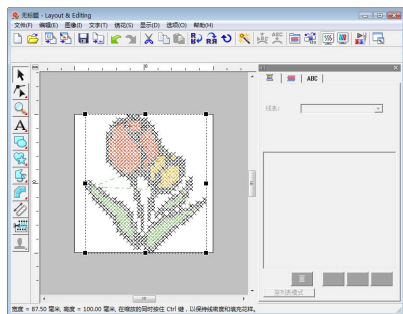 无标题 - Layout & Editing
文件(F) 编辑(E) 图像(I) 文字(T) 绣花(S) 显示(D) 选项(O) 帮助(H)
ABC
线表:
A
宽度 = 87.50 毫米, 高度 = 100.00 毫米, 在缩放的同时按住 Ctrl 键，以保持线密度和填充花样。